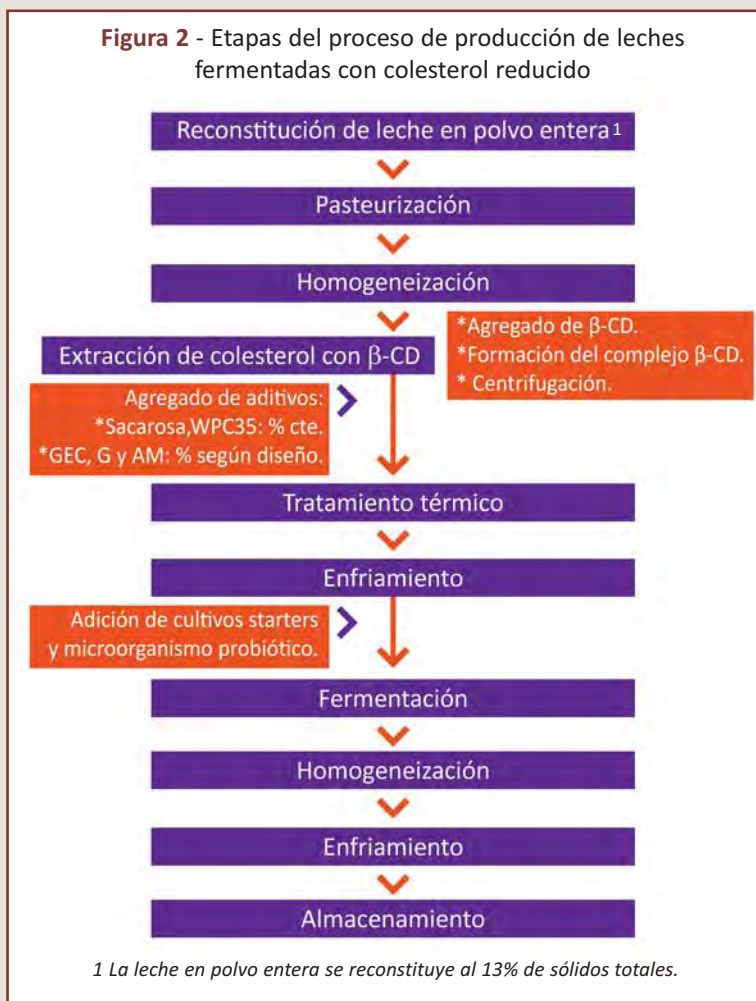 Figura 2 - Etapas del proceso de producción de leches
fermentadas con colesterol reducido
Reconstitución de leche en polvo entera 1
Pasteurización
Homogeneización
Extracción de colesterol con β-CD
*Agregado de β-CD.
*Formación del complejo β-CD.
* Centrifugación.
Agregado de aditivos:
*Sacarosa,WPC35: % cte.
*GEC, G y AM: % según diseño.
Tratamiento térmico
Enfriamiento
Adición de cultivos starters
y microorganismo probiótico.
Fermentación
Homogeneización
Enfriamiento
Almacenamiento
1 La leche en polvo entera se reconstituye al 13% de sólidos totales.